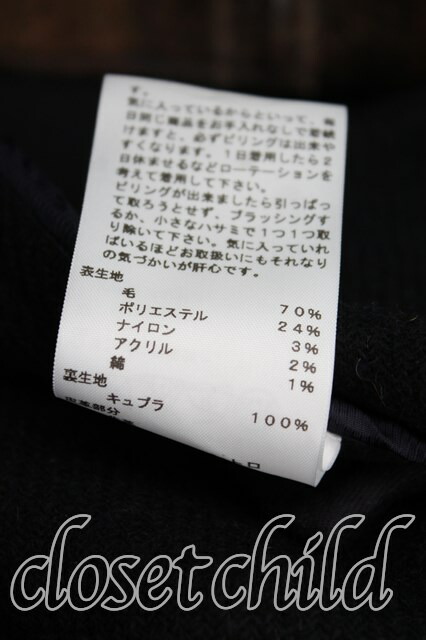 す。
気に入っているからといって、毎
日同じ商品をお手入れなしで着続
けますと、必ずピリングは出来や
すくなります。１日着用したら２
日休ませるなどローテーションを
考えて着用して下さい。
ピリングが出来ましたら引っぱっ
て取ろうとせず、ブラッシングす
るか、小さなハサミで１つ１つ取
り除いて下さい。気に入っていれ
ばいるほどお取扱いにもそれなり
の気づかいが肝心です。
表生地
毛 70%
ポリエステル 24%
ナイロン 3%
アクリル 2%
綿 1%
裏生地
キュプラ 100%
部分
closet child